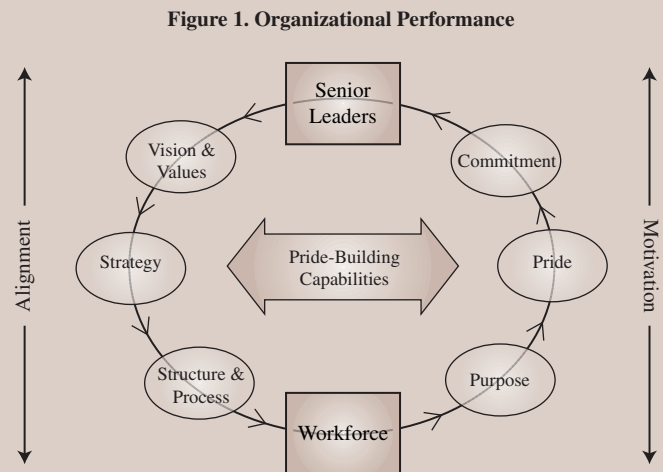 Figure 1. Organizational Performance
Senior
Leaders
Vision &
Values
Commitment
Alignment
Strategy
Pride-Building
Capabilities
Pride
Motivation
Structure &
Process
Purpose
Workforce